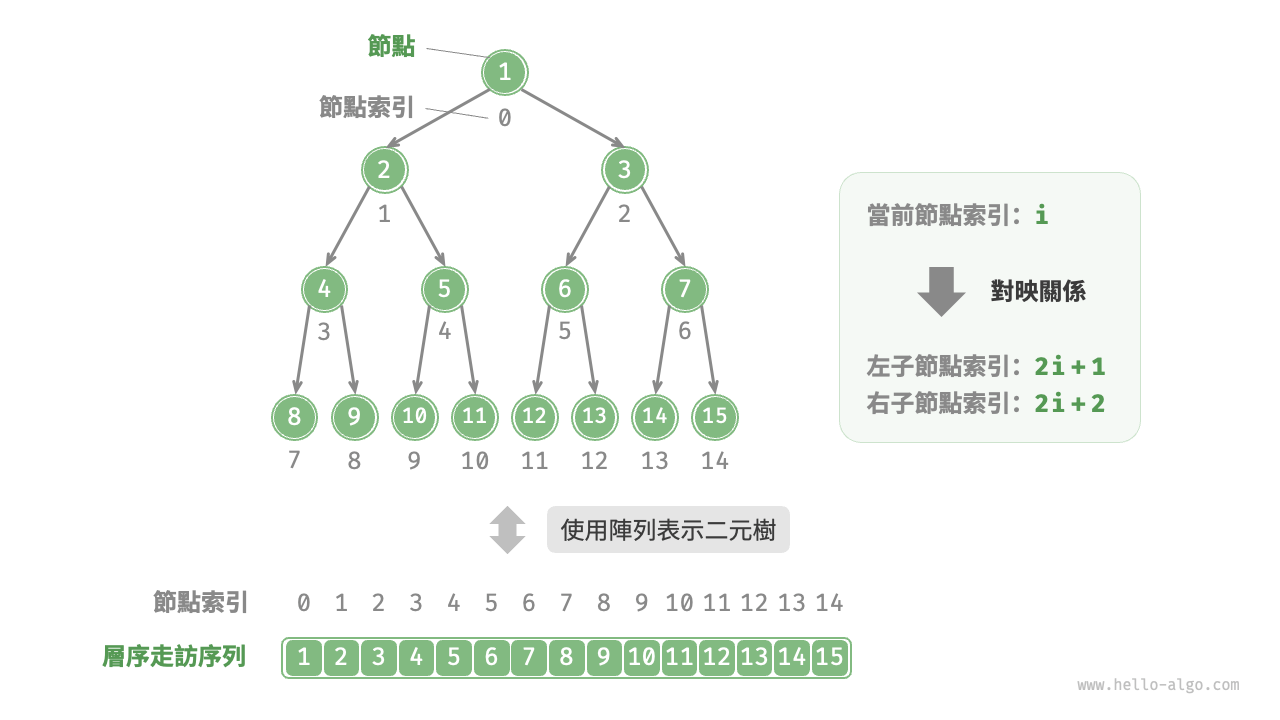 節點
1
節點索引
0
2 3
1 2
4 5 6 7
3 4 5 6
8 9 10 11 12 13 14 15
7 8 9 10 11 12 13 14
當前節點索引：i
對映關係
左子節點索引：2i+1
右子節點索引：2i+2
使用陣列表示二元樹
節點索引 0 1 2 3 4 5 6 7 8 9 10 11 12 13 14
層序走訪序列 1 2 3 4 5 6 7 8 9 10 11 12 13 14 15
www.hello-algo.com